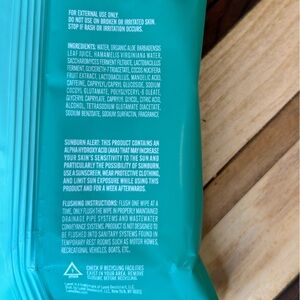 FOR EXTERNAL USE ONLY.
DO NOT USE ON BROKEN OR IRRITATED SKIN.
STOP IF RASH OR IRRITATION OCCURS.
INGREDIENTS: WATER, ORGANIC ALOE BARBADENSIS
LEAF JUICE, HAMAMELIS VIRGINIANA WATER,
SACCHAROMYCES FERMENT FILTRATE, LACTOBACILLUS
FERMENT, GLYCERETH-7 TRIACETATE, COCOS NUCIFERA
FRUIT EXTRACT, LACTOBACILLUS, MANDELIC ACID,
CAFFEINE, CAPRYLYL/CAPRYL GLUCOSIDE, SODIUM
COCOYL GLUTAMATE, POLYGLYCERYL-6 OLEATE,
GLYCERYL CAPRYLATE, CAPRYL GLYCOL, CITRIC ACID,
ALCOHOL, TETRASODIUM GLUTAMATE DIACETATE,
SODIUM BENZOATE, SODIUM SURFACTIN, FRAGRANCE.
SUNBURN ALERT: THIS PRODUCT CONTAINS AN
ALPHA HYDROXY ACID (AHA) THAT MAY INCREASE
YOUR SKIN'S SENSITIVITY TO THE SUN AND
PARTICULARLY THE POSSIBILITY OF SUNBURN.
USE A SUNSCREEN, WEAR PROTECTIVE CLOTHING,
AND LIMIT SUN EXPOSURE WHILE USING THIS
PRODUCT AND FOR A WEEK AFTERWARDS.
FLUSHING INSTRUCTIONS: FLUSH ONE WIPE AT A
TIME, ONLY FLUSH THE WIPE IN PROPERLY MAINTAINED
DRAINAGE PIPE SYSTEMS AND WASTEWATER
CONVEYANCE SYSTEMS. PRODUCT IS NOT DESIGNED TO
BE FLUSHED INTO SANITARY SYSTEMS FOUND IN
TEMPORARY REST ROOMS SUCH AS MOTOR HOMES,
RECREATIONAL VEHICLES, BOATS, ETC.
CHECK IF RECYCLING FACILITIES
EXIST IN YOUR AREA. REMOVE
CLOSURE BEFORE RECYCLING.